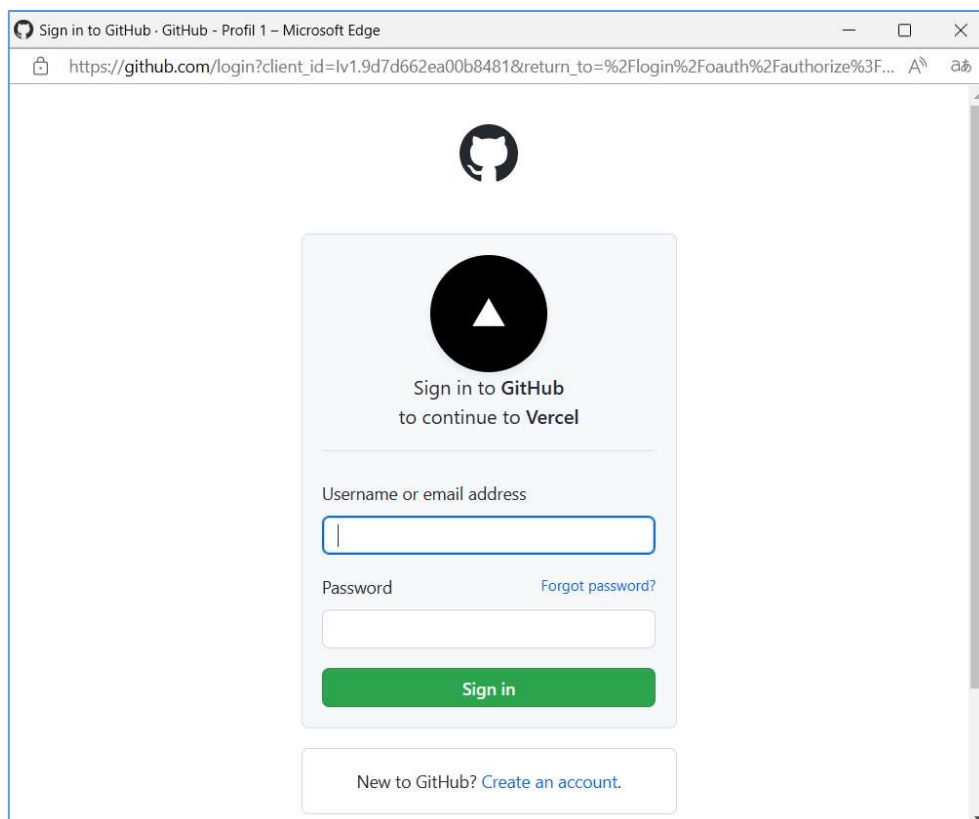 Sign in to GitHub · GitHub - Profil 1 – Microsoft Edge
https://github.com/login?client_id=Iv1.9d7d662ea00b8481&return_to=%2Flogin%2Foauth%2Fauthorize%3F... A aあ
Sign in to GitHub
to continue to Vercel
Username or email address
Password Forgot password?
Sign in
New to GitHub? Create an account.